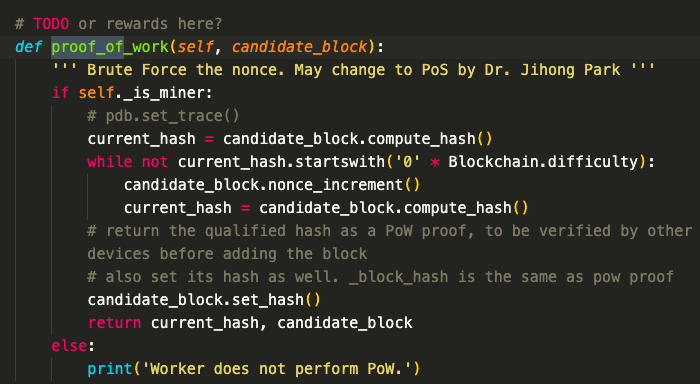 # TODO or rewards here?
def proof_of_work(self, candidate_block):
''' Brute Force the nonce. May change to PoS by Dr. Jihong Park '''
if self._is_miner:
# pdb.set_trace()
current_hash = candidate_block.compute_hash()
while not current_hash.startswith('0' * Blockchain.difficulty):
candidate_block.nonce_increment()
current_hash = candidate_block.compute_hash()
# return the qualified hash as a PoW proof, to be verified by other
devices before adding the block
# also set its hash as well. _block_hash is the same as pow proof
candidate_block.set_hash()
return current_hash, candidate_block
else:
print('Worker does not perform PoW.')